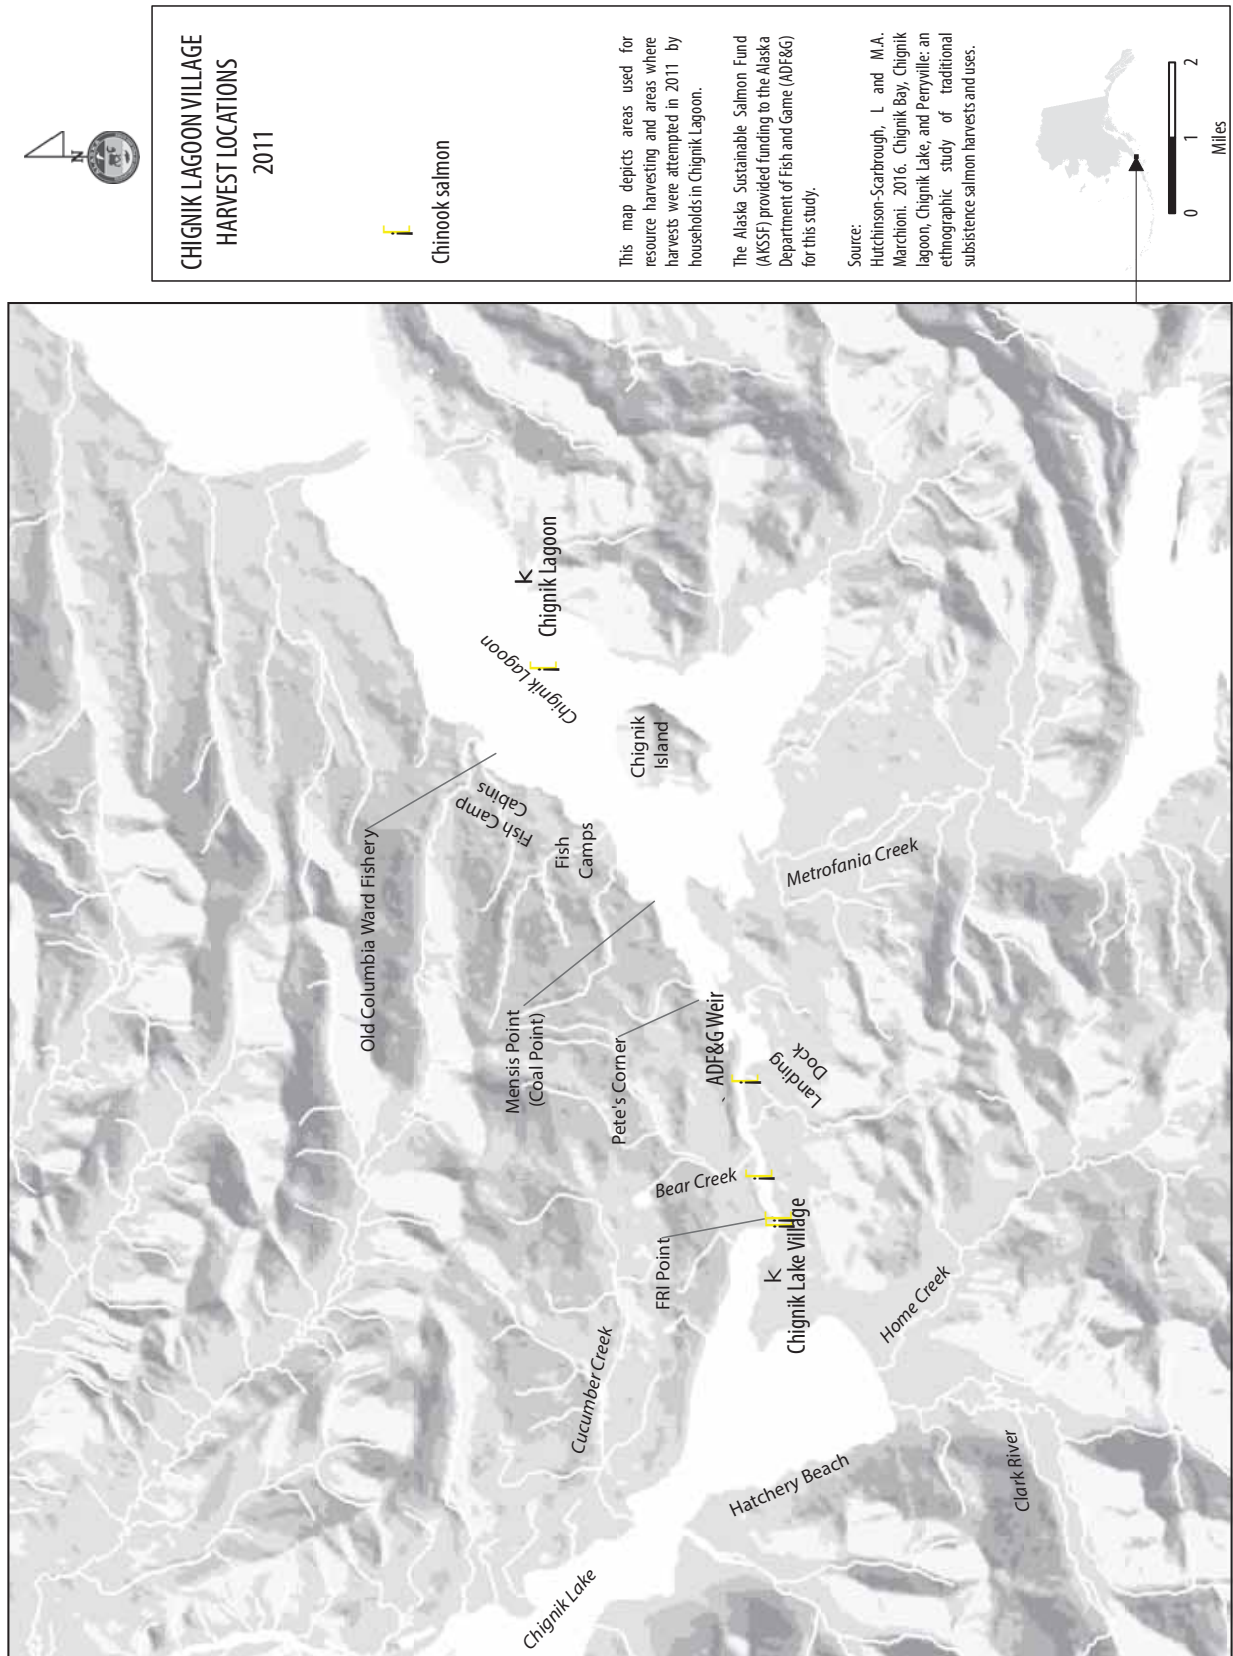 CHIGNIK LAGOON VILLAGE
HARVEST LOCATIONS
2011
N
Chinook salmon
This map depicts areas used for
resource harvesting and areas where
harvests were attempted in 2011 by
households in Chignik Lagoon.
The Alaska Sustainable Salmon Fund
(AKSSF) provided funding to the Alaska
Department of Fish and Game (ADF&G)
for this study.
Source:
Hutchinson-Scarbrough, L and M.A.
Marchioni. 2016. Chignik Bay, Chignik
lagoon, Chignik Lake, and Perryville: an
ethnographic study of traditional
subsistence salmon harvests and uses.
0 1 2
Miles
Old Columbia Ward Fishery
Fish Camp
Cabins
Fish
Camps
Chignik Lagoon
k
Chignik Lagoon
Chignik
Island
Mensis Point
(Coal Point)
Pete's Corner
ADF&G Weir
Landing
Dock
Metrofania Creek
Bear Creek
FRI Point
k
Chignik Lake Village
Cucumber Creek
Home Creek
Hatchery Beach
Clark River
Chignik Lake